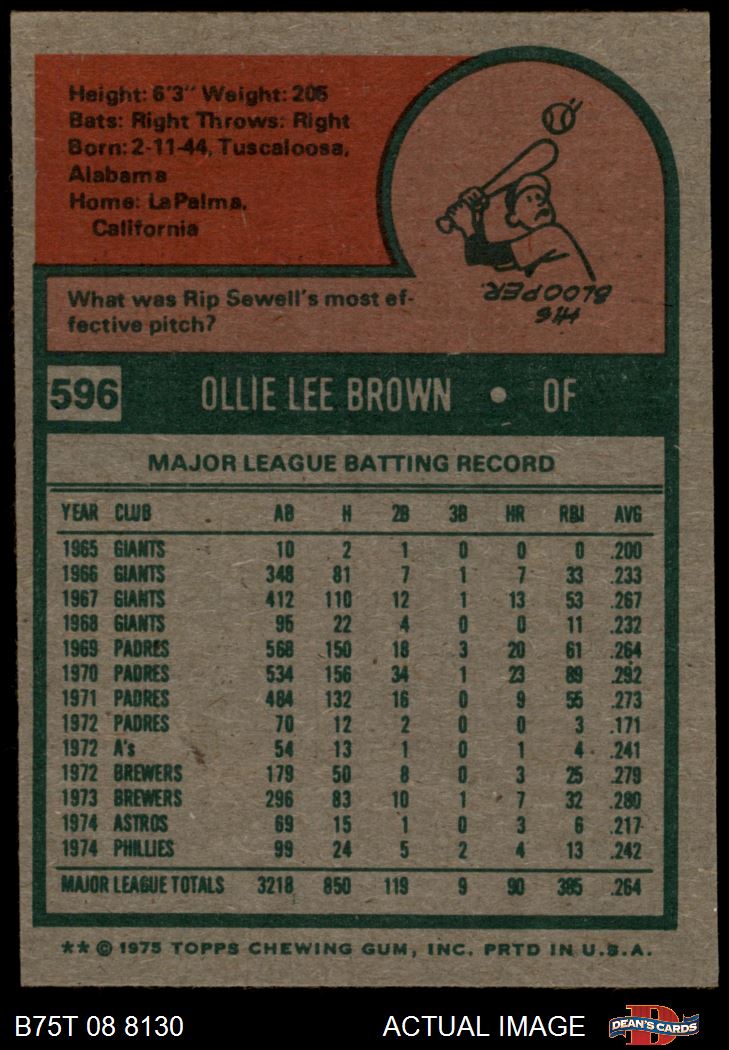 Height: 6'3" Weight: 205
Bats: Right Throws: Right
Born: 2-11-44, Tuscaloosa,
Alabama
Home: La Palma,
California
HIS
BLOOPER.
What was Rip Sewell's most ef-
fective pitch?
596 OLLIE LEE BROWN • OF
MAJOR LEAGUE BATTING RECORD
YEAR CLUB AB H 2B 3B HR RBI AVG
1965 GIANTS 10 2 1 0 0 0 .200
1966 GIANTS 348 81 7 1 7 33 .233
1967 GIANTS 412 110 12 1 13 53 .267
1968 GIANTS 95 22 4 0 0 11 .232
1969 PADRES 568 150 18 3 20 61 .264
1970 PADRES 534 156 34 1 23 89 .292
1971 PADRES 484 132 16 0 9 55 .273
1972 PADRES 70 12 2 0 0 3 .171
1972 A's 54 13 1 0 1 4 .241
1972 BREWERS 179 50 8 0 3 25 .279
1973 BREWERS 296 83 10 1 7 32 .280
1974 ASTROS 69 15 1 0 3 6 .217
1974 PHILLIES 99 24 5 2 4 13 .242
MAJOR LEAGUE TOTALS 3218 850 119 9 90 385 .264
** © 1975 TOPPS CHEWING GUM, INC. PRTD IN U.S.A.
B75T 08 8130 ACTUAL IMAGE D DEAN'S CARDS